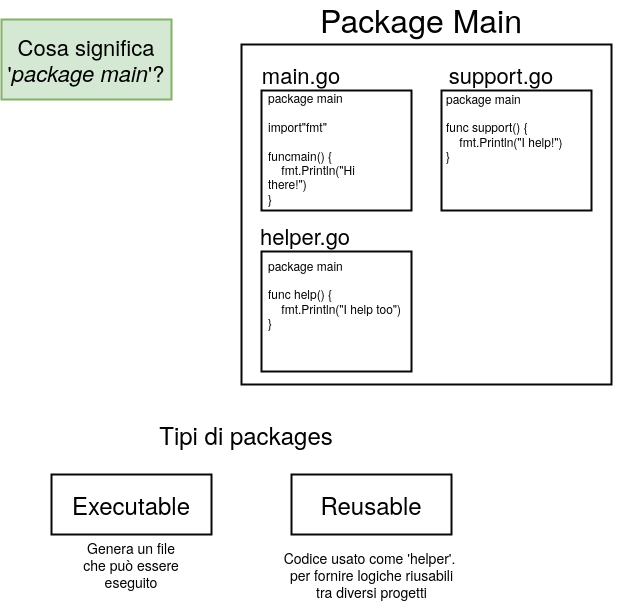 Package Main
Cosa significa
'package main'?
main.go
package main
import"fmt"
funcmain() {
fmt.Println("Hi
there!")
}
support.go
package main
func support() {
fmt.Println("I help!")
}
helper.go
package main
func help() {
fmt.Println("I help too")
}
Tipi di packages
Executable
Genera un file
che può essere
eseguito
Reusable
Codice usato come 'helper'.
per fornire logiche riusabili
tra diversi progetti